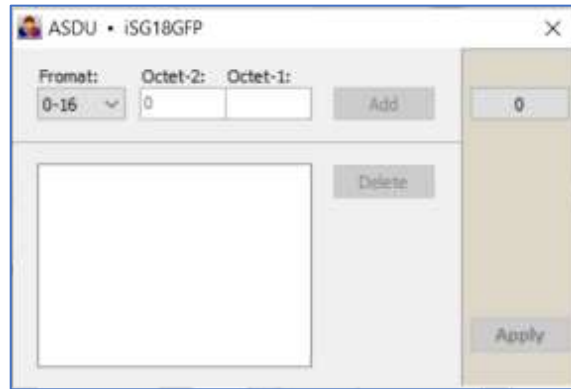 ASDU • iSG18GFP
Fromat: Octet-2: Octet-1:
0-16 0 Add 0
Delete
Apply